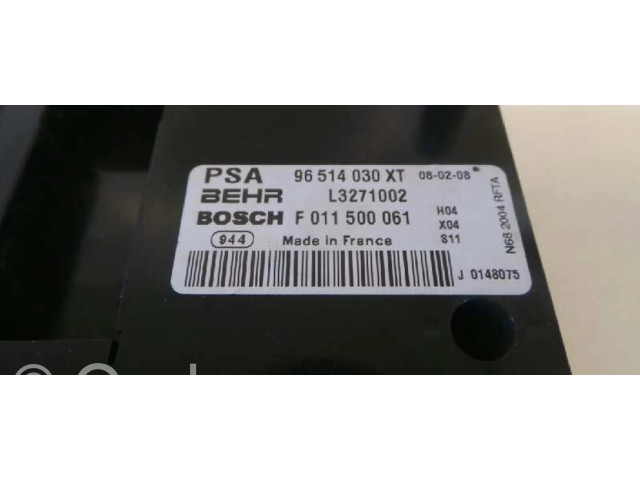 PSA 96 514 030 XT 08-02-08*
BEHR L3271002
BOSCH F 011 500 061
H04
X04
S11
944 Made in France
J 0148075
N68 2004 RFTA
©